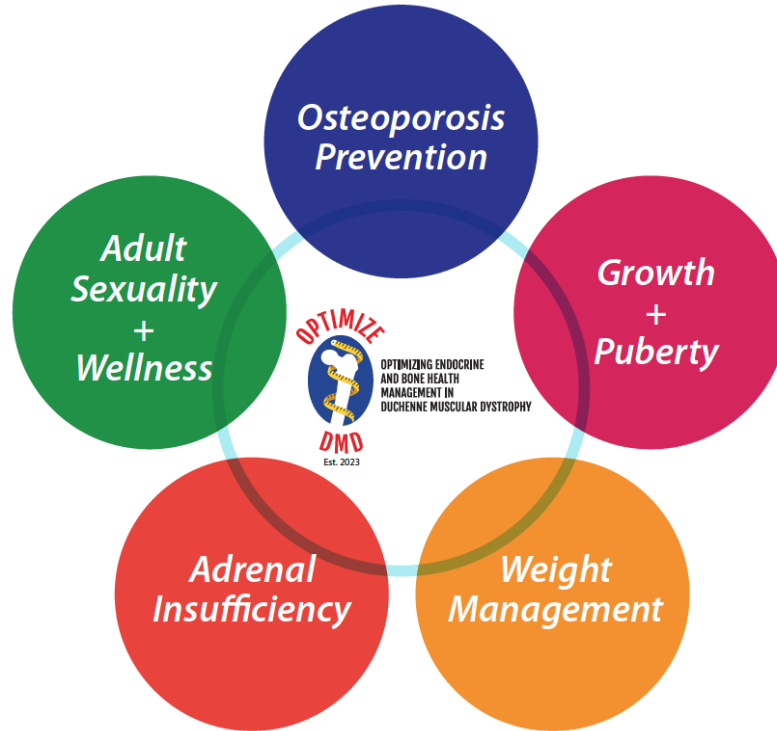 Osteoporosis
Prevention
Adult
Sexuality
+
Wellness
Growth
+
Puberty
OPTIMIZE
OPTIMIZING ENDOCRINE
AND BONE HEALTH
MANAGEMENT IN
DUCHENNE MUSCULAR DYSTROPHY
DMD
Est. 2023
Adrenal
Insufficiency
Weight
Management